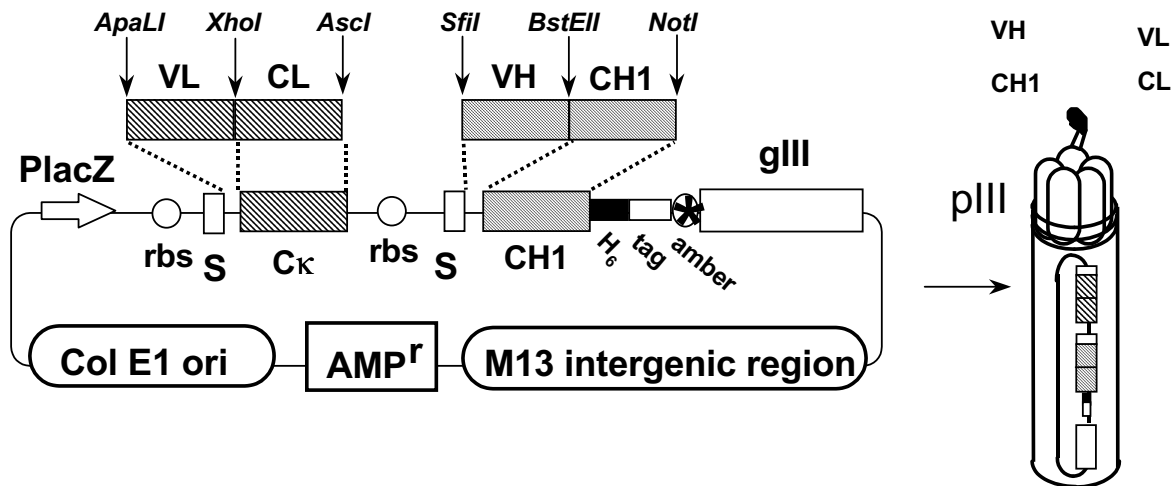 ApaLI XhoI AscI SfiI BstEII NotI
VH VL
CH1 CL
VL CL VH CH1
PlacZ gIII
pIII
rbs S Cκ rbs S CH1 H6 tag amber
Col E1 ori AMPr M13 intergenic region